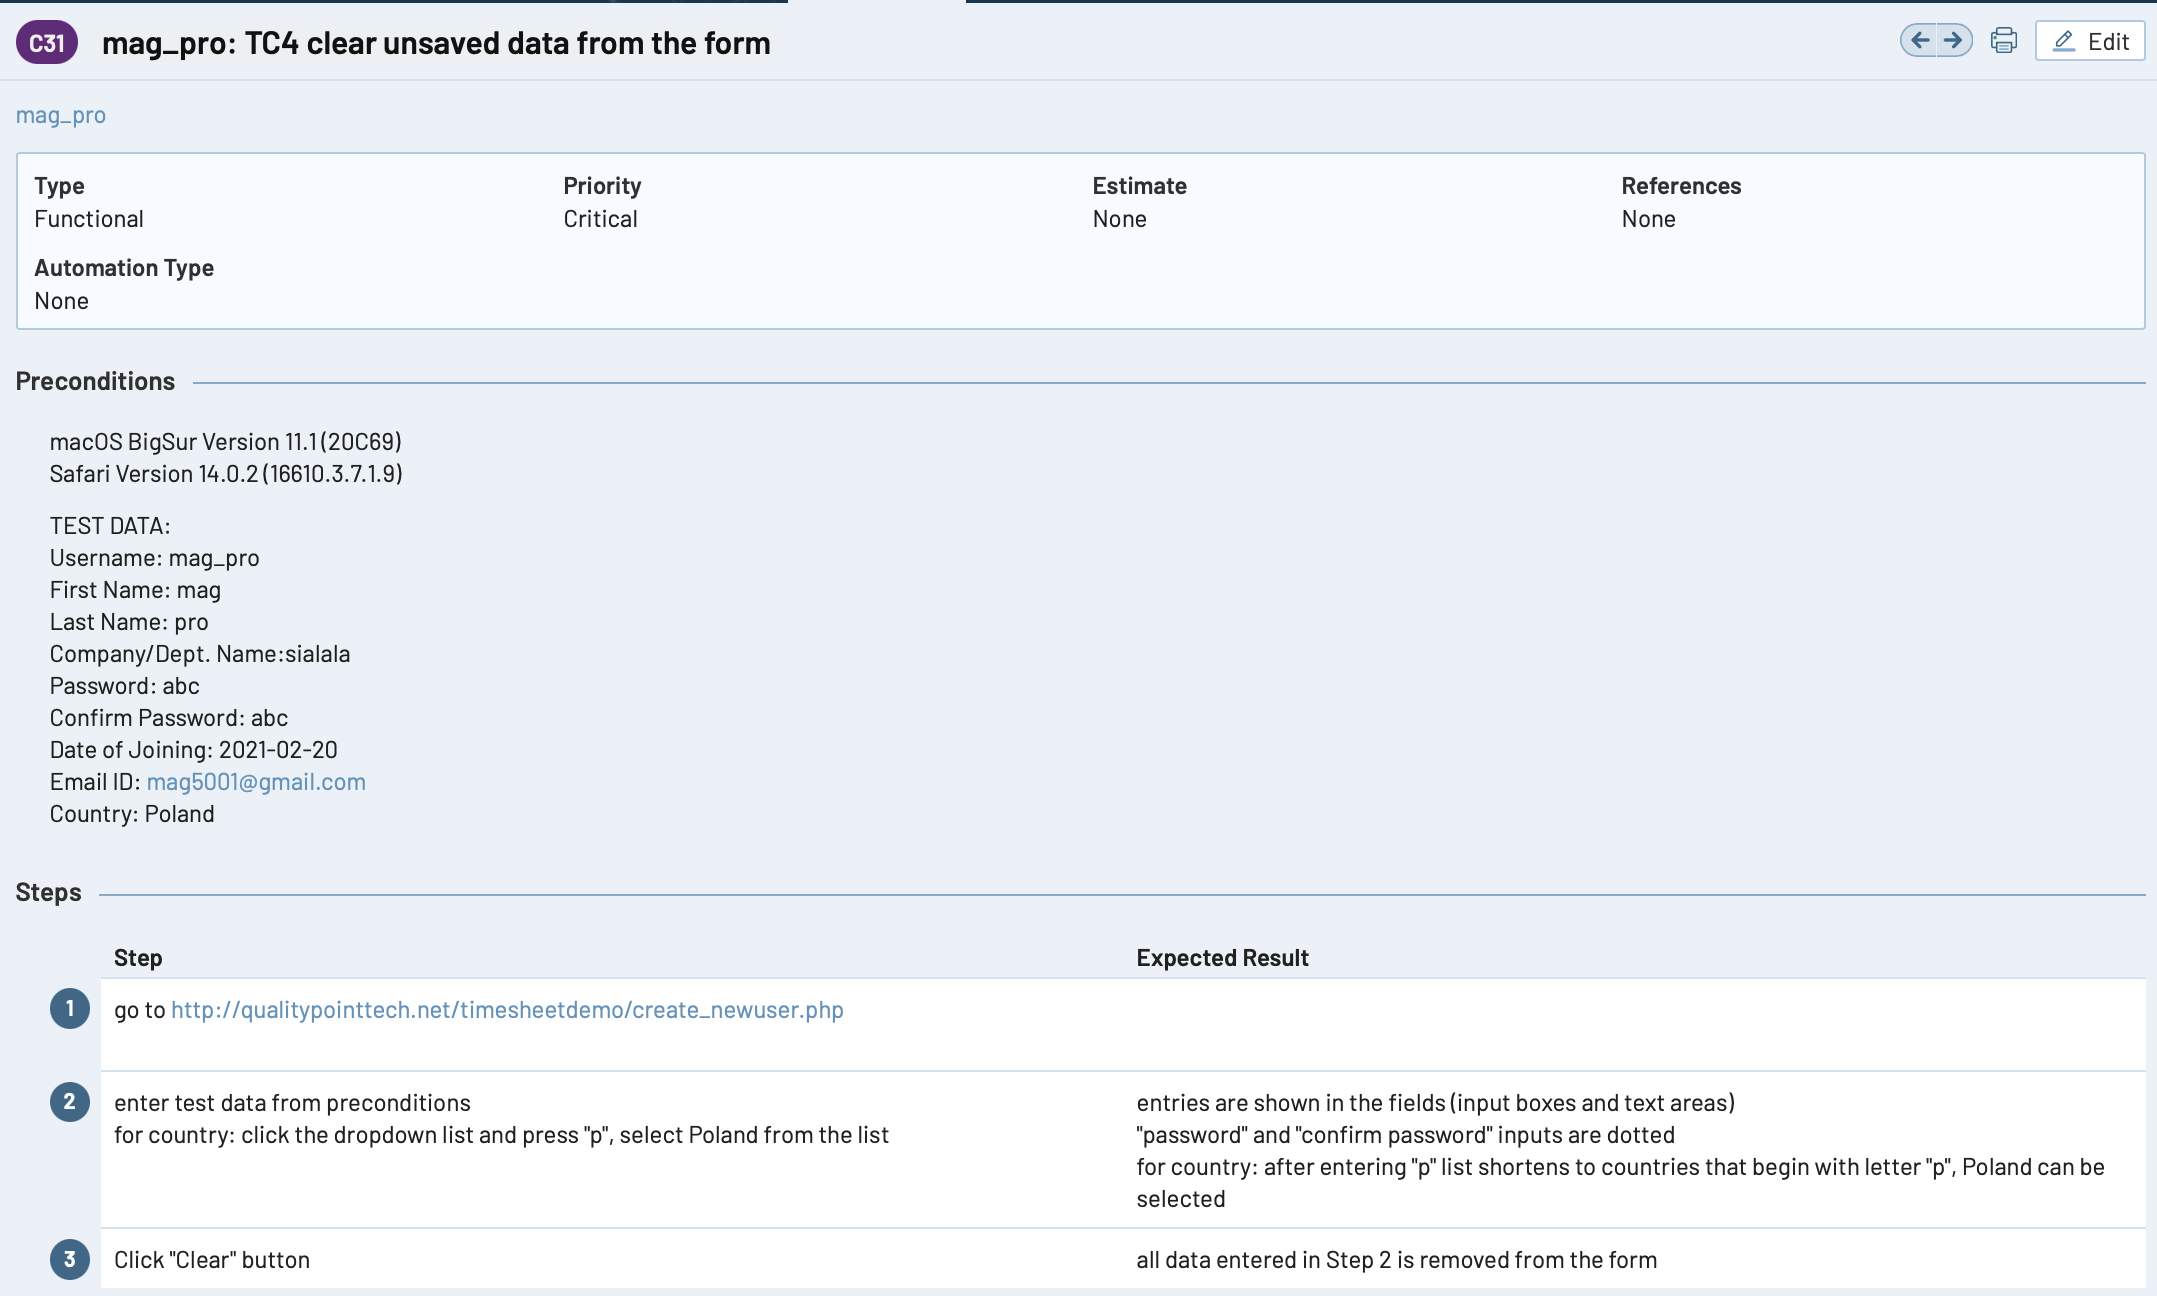 C31 mag_pro: TC4 clear unsaved data from the form
Edit
mag_pro
Type Priority Estimate References
Functional Critical None None
Automation Type
None
Preconditions
macOS BigSur Version 11.1 (20C69)
Safari Version 14.0.2 (16610.3.7.1.9)
TEST DATA:
Username: mag_pro
First Name: mag
Last Name: pro
Company/Dept. Name:sialala
Password: abc
Confirm Password: abc
Date of Joining: 2021-02-20
Email ID: mag5001@gmail.com
Country: Poland
Steps
Step Expected Result
1 go to http://qualitypointtech.net/timesheetdemo/create_newuser.php
2 enter test data from preconditions
for country: click the dropdown list and press "p", select Poland from the list
entries are shown in the fields (input boxes and text areas)
"password" and "confirm password" inputs are dotted
for country: after entering "p" list shortens to countries that begin with letter "p", Poland can be
selected
3 Click "Clear" button
all data entered in Step 2 is removed from the form